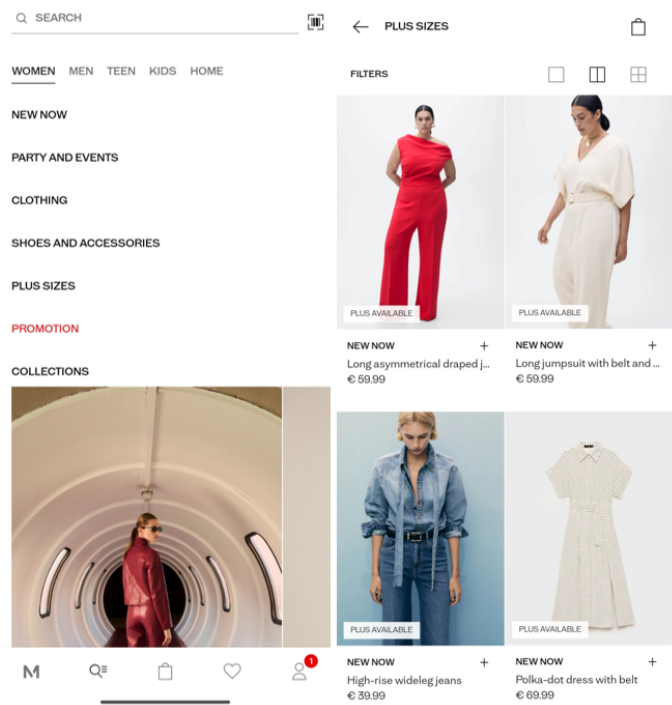 SEARCH
WOMEN MEN TEEN KIDS HOME
NEW NOW
PARTY AND EVENTS
CLOTHING
SHOES AND ACCESSORIES
PLUS SIZES
PROMOTION
COLLECTIONS
M
1
PLUS SIZES
FILTERS
PLUS AVAILABLE
NEW NOW +
Long asymmetrical draped j...
€ 59.99
PLUS AVAILABLE
NEW NOW +
Long jumpsuit with belt and ...
€ 59.99
PLUS AVAILABLE
NEW NOW +
High-rise wideleg jeans
€ 39.99
PLUS AVAILABLE
NEW NOW +
Polka-dot dress with belt
€ 69.99